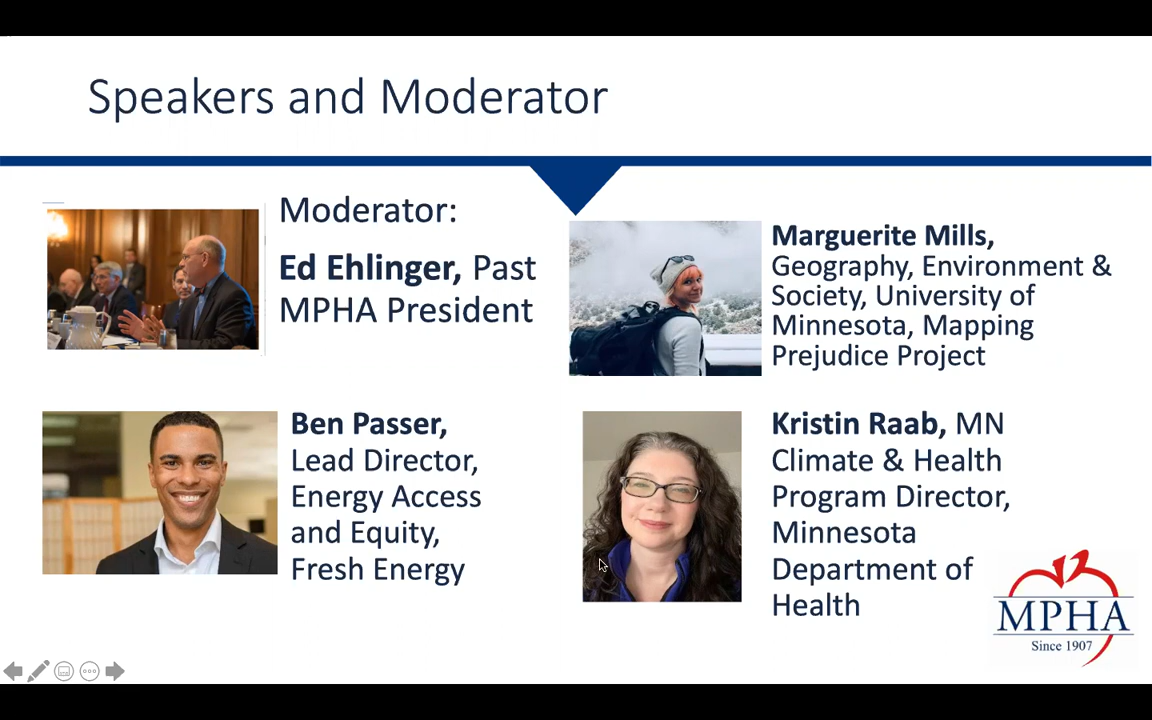 Speakers and Moderator
Moderator:
Ed Ehlinger, Past
MPHA President
Marguerite Mills,
Geography, Environment &
Society, University of
Minnesota, Mapping
Prejudice Project
Ben Passer,
Lead Director,
Energy Access
and Equity,
Fresh Energy
Kristin Raab, MN
Climate & Health
Program Director,
Minnesota
Department of
Health
MPHA
Since 1907